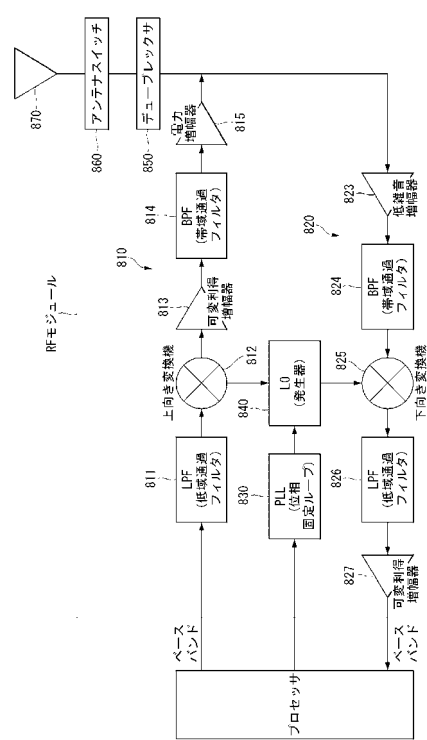 RFモジュール
870
アンテナスイッチ
860
デュープレックサ
850
電力
増幅器
815
BPF
(帯域通過
フィルタ)
814
810
可変利得
増幅器
813
上向き変換機
812
LPF
(低域通過
フィルタ)
811
ベース
バンド
LO
(発生器)
840
PLL
(位相
固定ループ)
830
プロセッサ
低雑音
増幅器
823
820
BPF
(帯域通過
フィルタ)
824
825
下向き変換機
LPF
(低域通過
フィルタ)
826
可変利得
増幅器
827
ベース
バンド